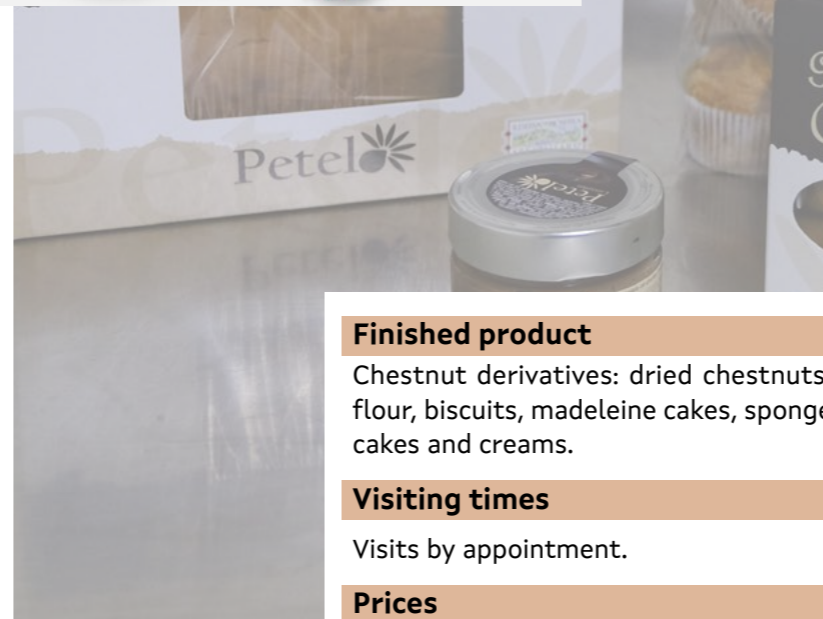 Petel
Petel
Finished product
Chestnut derivatives: dried chestnuts
flour, biscuits, madeleine cakes, sponge
cakes and creams.
Visiting times
Visits by appointment.
Prices